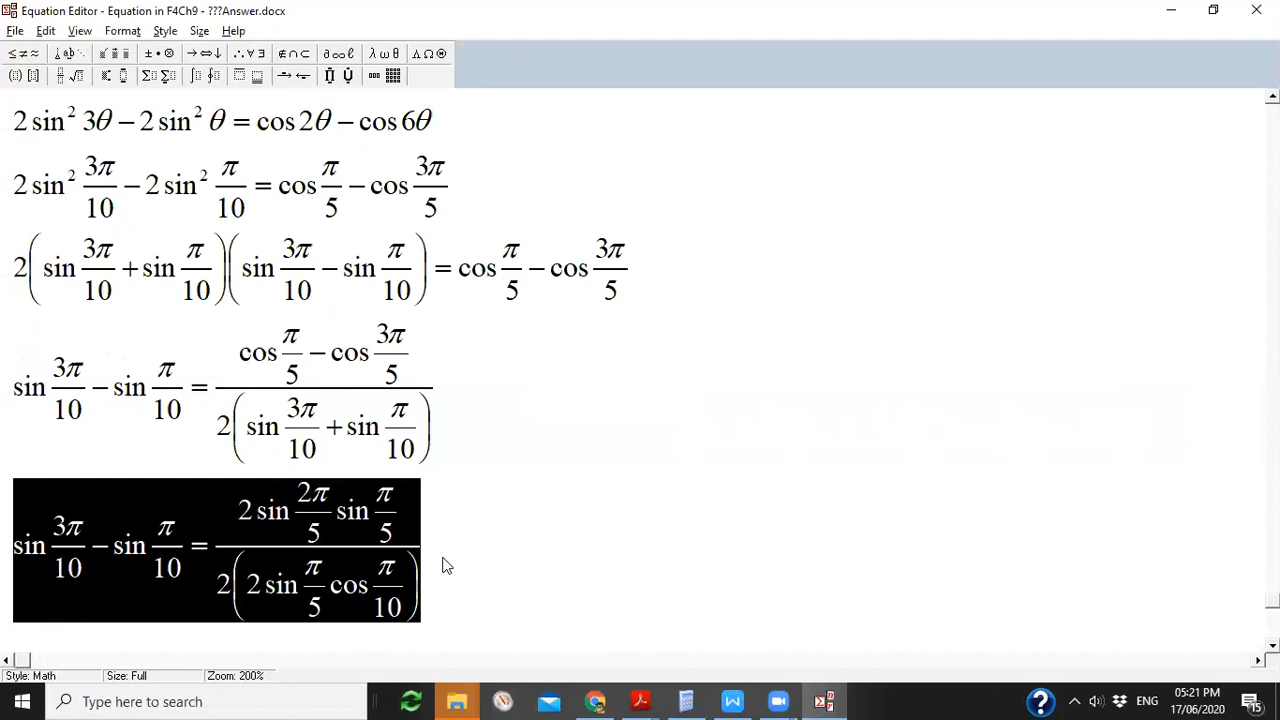 Equation Editor - Equation in F4Ch9 - ???Answer.docx
File Edit View Format Style Size Help
2 sin² 3θ − 2 sin² θ = cos 2θ − cos 6θ
2 sin² 3π/10 − 2 sin² π/10 = cos π/5 − cos 3π/5
2(sin 3π/10 + sin π/10)(sin 3π/10 − sin π/10) = cos π/5 − cos 3π/5
sin 3π/10 − sin π/10 = (cos π/5 − cos 3π/5) / (2(sin 3π/10 + sin π/10))
sin 3π/10 − sin π/10 = (2 sin 2π/5 sin π/5) / (2(2 sin π/5 cos π/10))
Style: Math Size: Full Zoom: 200%
Type here to search
ENG
05:21 PM
17/06/2020
15